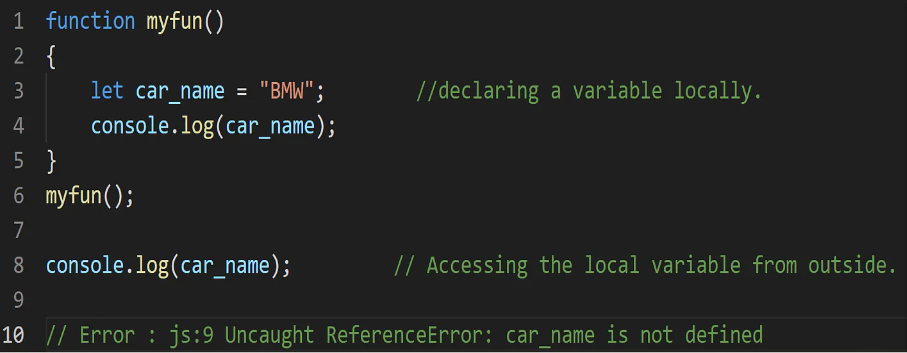 1 function myfun()
2 {
3 let car_name = "BMW"; //declaring a variable locally.
4 console.log(car_name);
5 }
6 myfun();
7
8 console.log(car_name); // Accessing the local variable from outside.
9
10 // Error : js:9 Uncaught ReferenceError: car_name is not defined